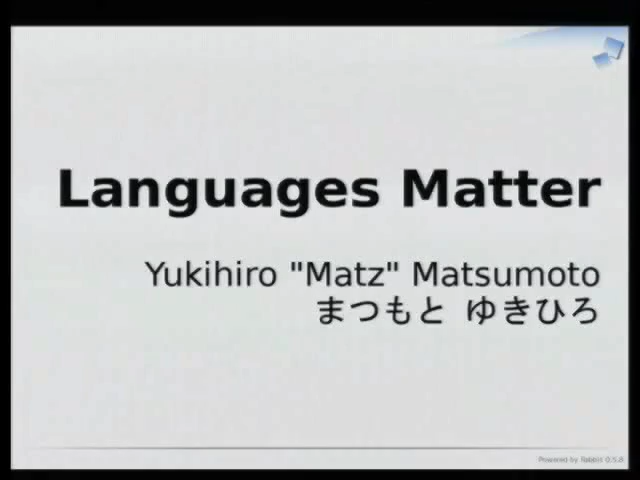 Languages Matter
Yukihiro "Matz" Matsumoto
まつもと ゆきひろ
Powered by Rabbit 0.5.8